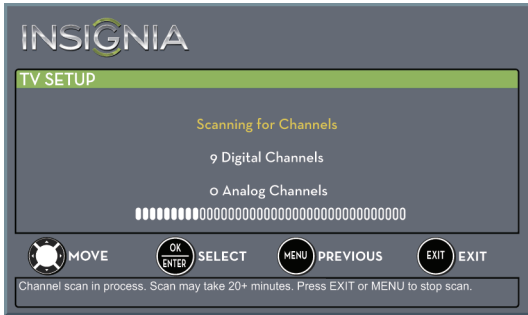 INSIGNIA
TV SETUP
Scanning for Channels
9 Digital Channels
0 Analog Channels
MOVE OK ENTER SELECT MENU PREVIOUS EXIT EXIT
Channel scan in process. Scan may take 20+ minutes. Press EXIT or MENU to stop scan.